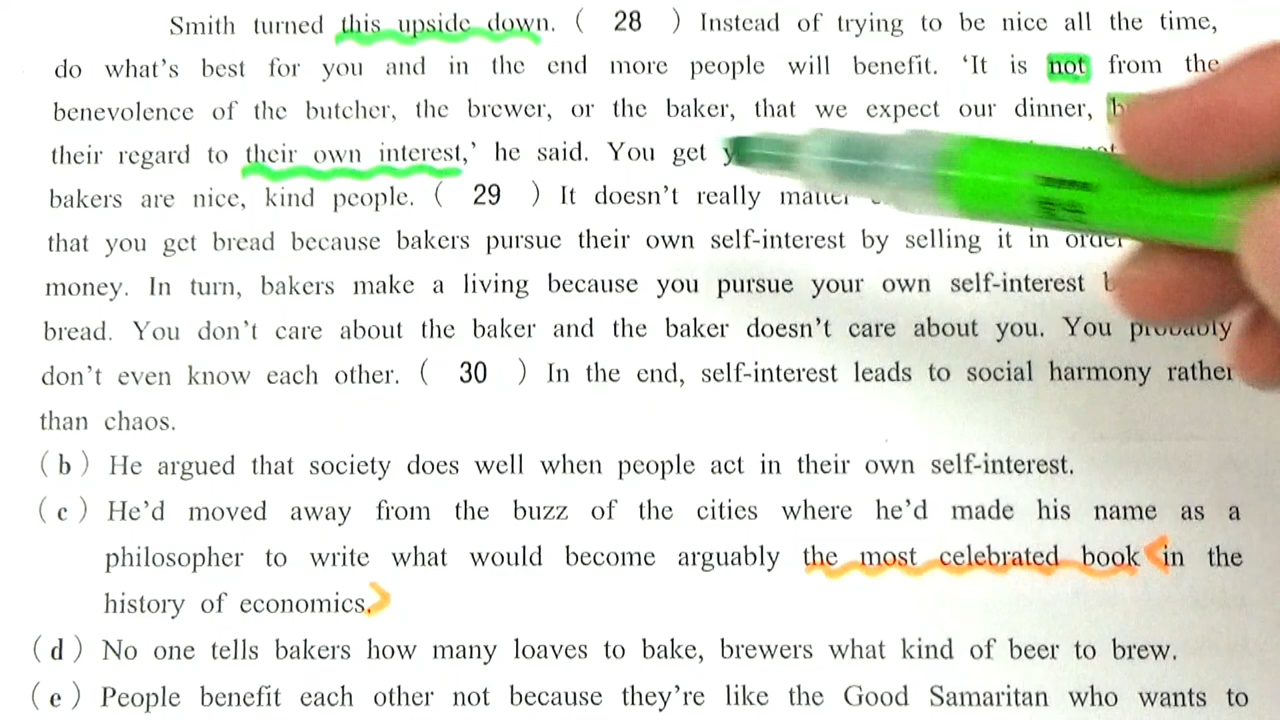 Smith turned this upside down. ( 28 ) Instead of trying to be nice all the time,
do what's best for you and in the end more people will benefit. 'It is not from the
benevolence of the butcher, the brewer, or the baker, that we expect our dinner,
their regard to their own interest,' he said. You get
bakers are nice, kind people. ( 29 ) It doesn't really matter
that you get bread because bakers pursue their own self-interest by selling it in order
money. In turn, bakers make a living because you pursue your own self-interest
bread. You don't care about the baker and the baker doesn't care about you. You probably
don't even know each other. ( 30 ) In the end, self-interest leads to social harmony rather
than chaos.
( b ) He argued that society does well when people act in their own self-interest.
( c ) He'd moved away from the buzz of the cities where he'd made his name as a
philosopher to write what would become arguably the most celebrated book in the
history of economics.
( d ) No one tells bakers how many loaves to bake, brewers what kind of beer to brew.
( e ) People benefit each other not because they're like the Good Samaritan who wants to